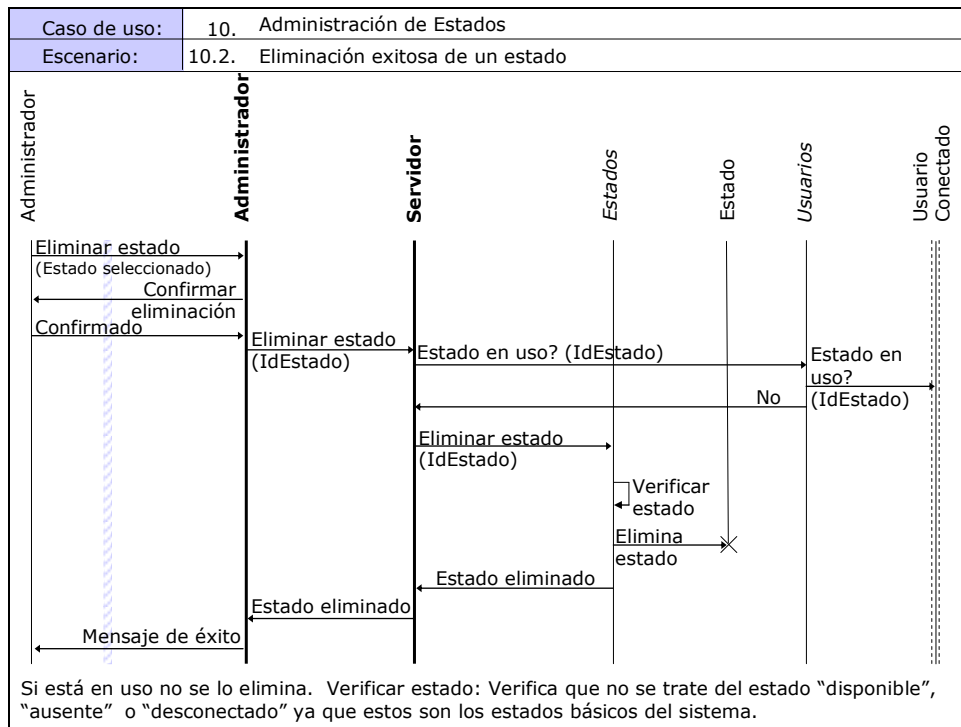 Caso de uso: 10. Administración de Estados
Escenario: 10.2. Eliminación exitosa de un estado
Administrador
Administrador
Servidor
Estados
Estado
Usuarios
Usuario
Conectado
Eliminar estado
(Estado seleccionado)
Confirmar
eliminación
Confirmado
Eliminar estado
(IdEstado)
Estado en uso? (IdEstado)
Estado en
uso?
(IdEstado)
No
Eliminar estado
(IdEstado)
Verificar
estado
Elimina
estado
Estado eliminado
Estado eliminado
Mensaje de éxito
Si está en uso no se lo elimina. Verificar estado: Verifica que no se trate del estado “disponible”,
“ausente” o “desconectado” ya que estos son los estados básicos del sistema.